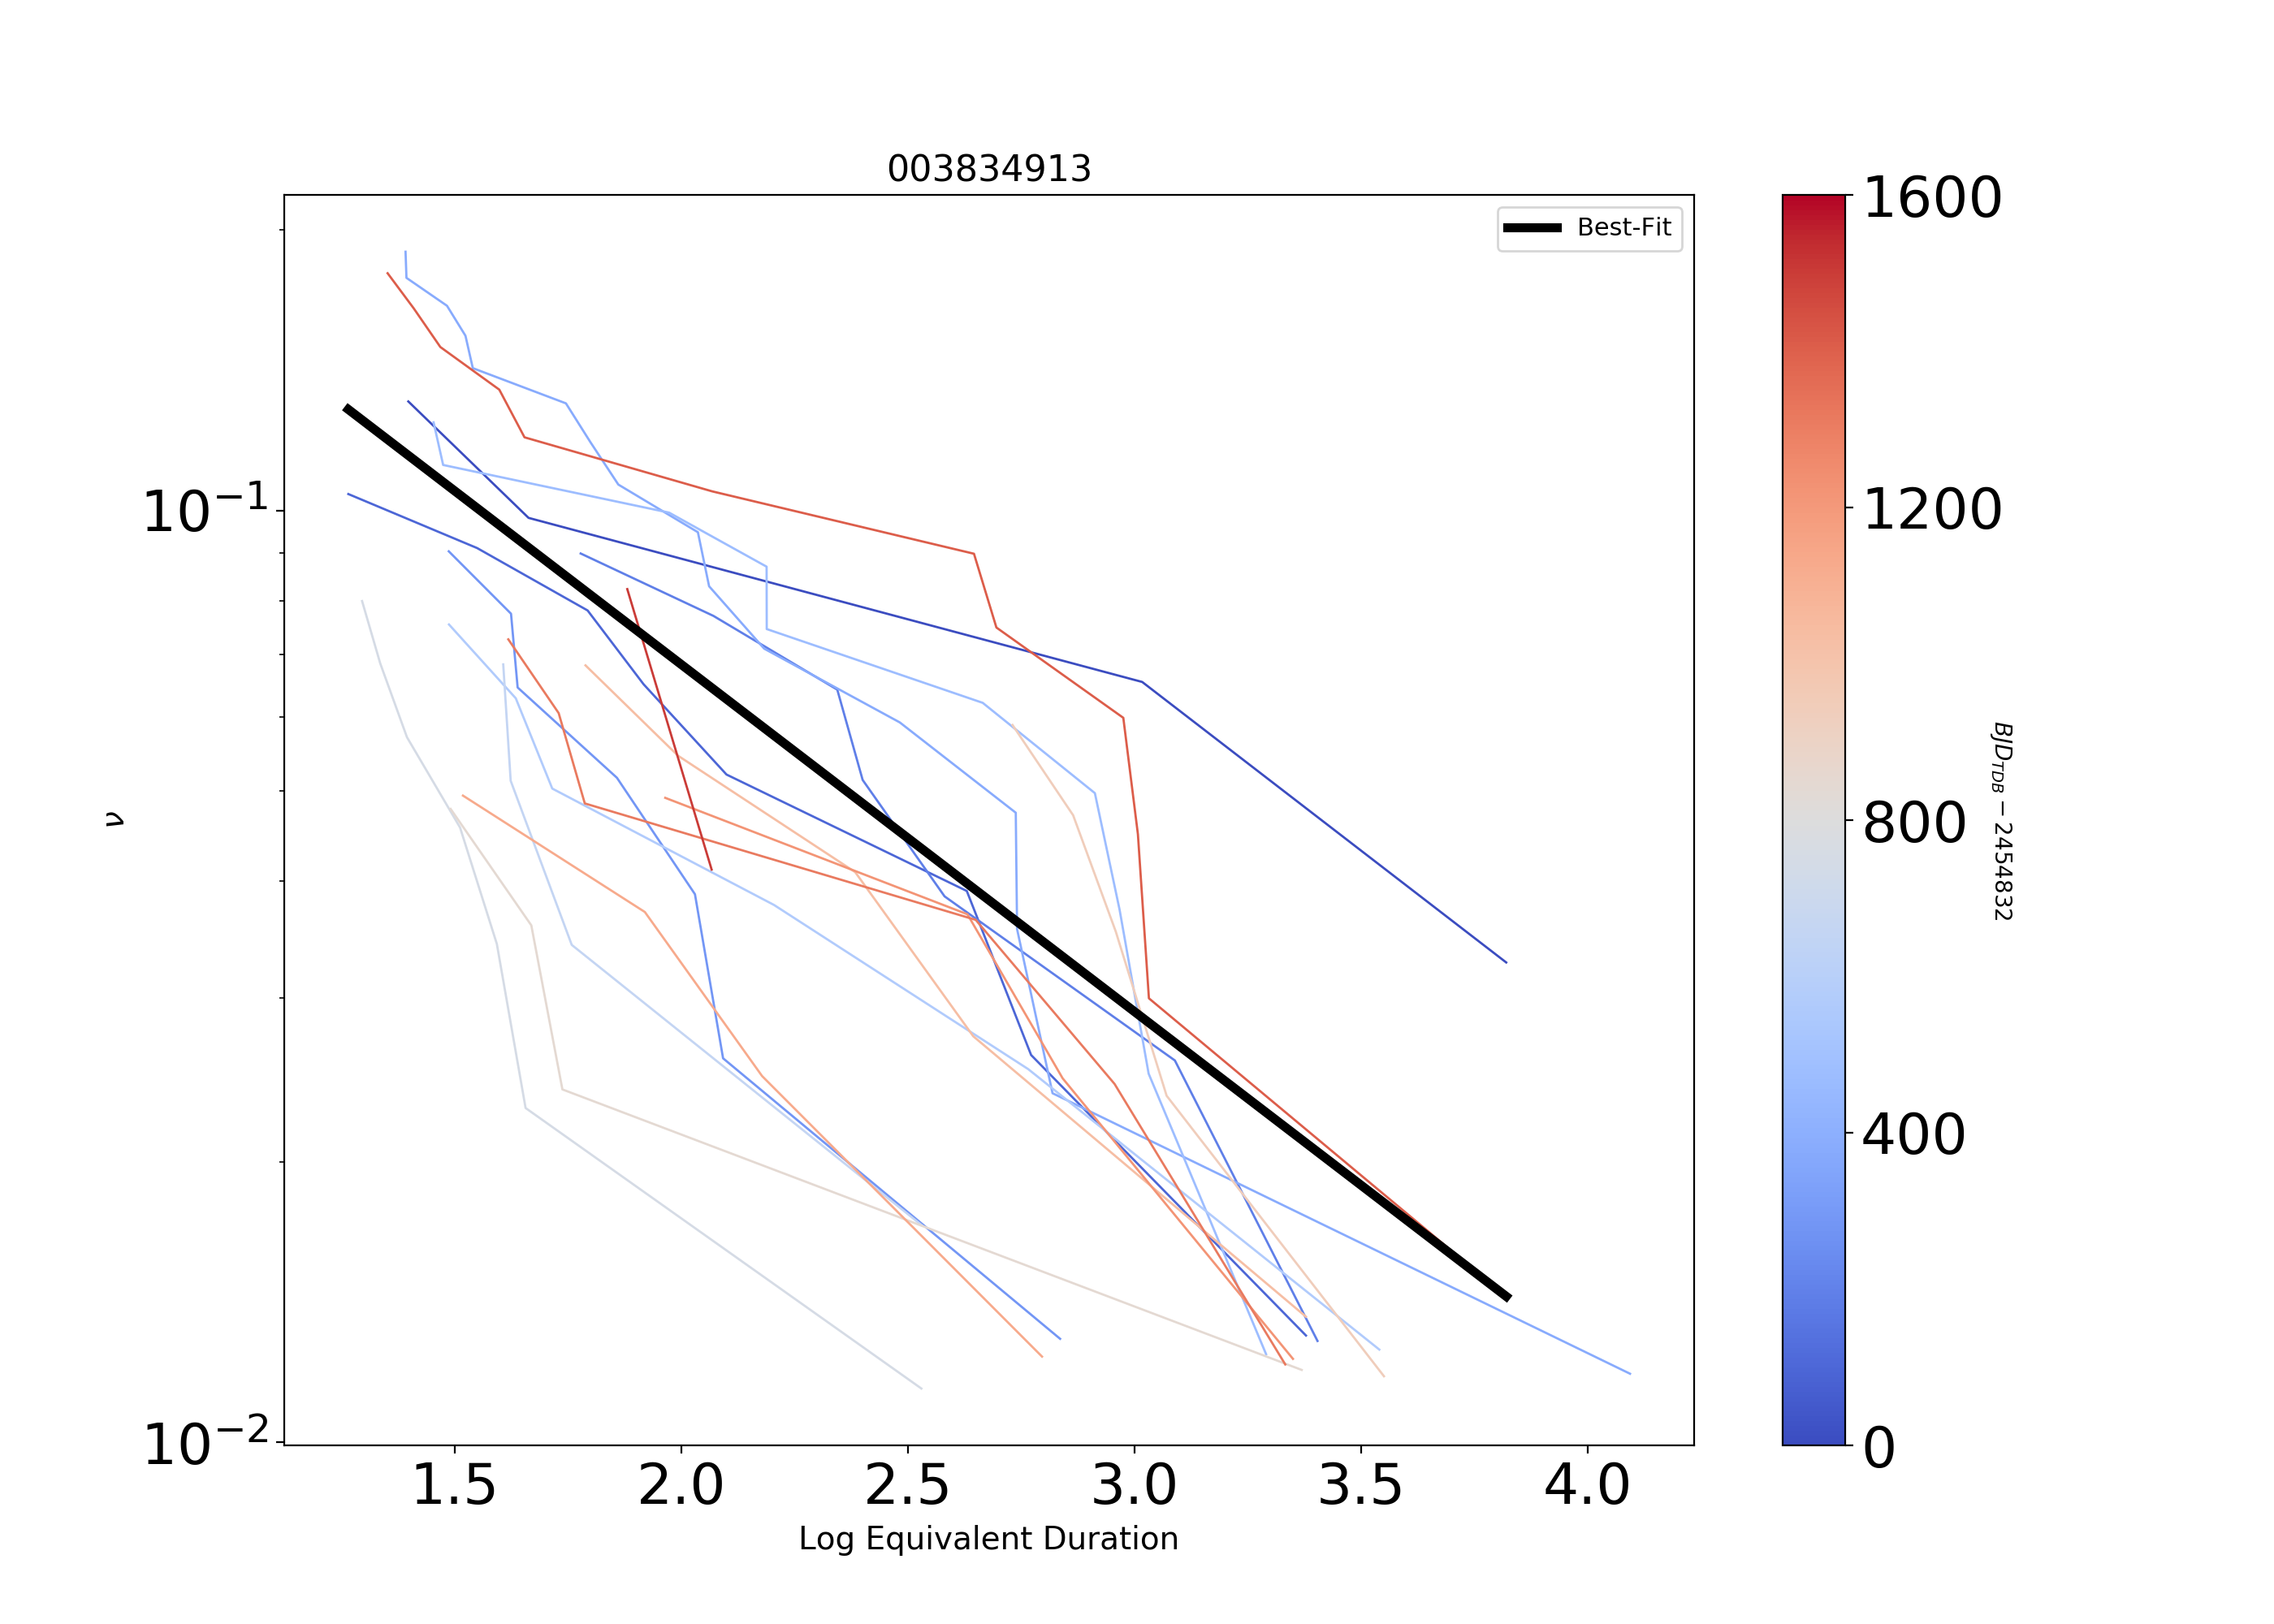 003834913
Best-Fit
10⁻¹
10⁻²
ν
1.5 2.0 2.5 3.0 3.5 4.0
Log Equivalent Duration
1600
1200
800
400
0
BJD_TDB − 2454832